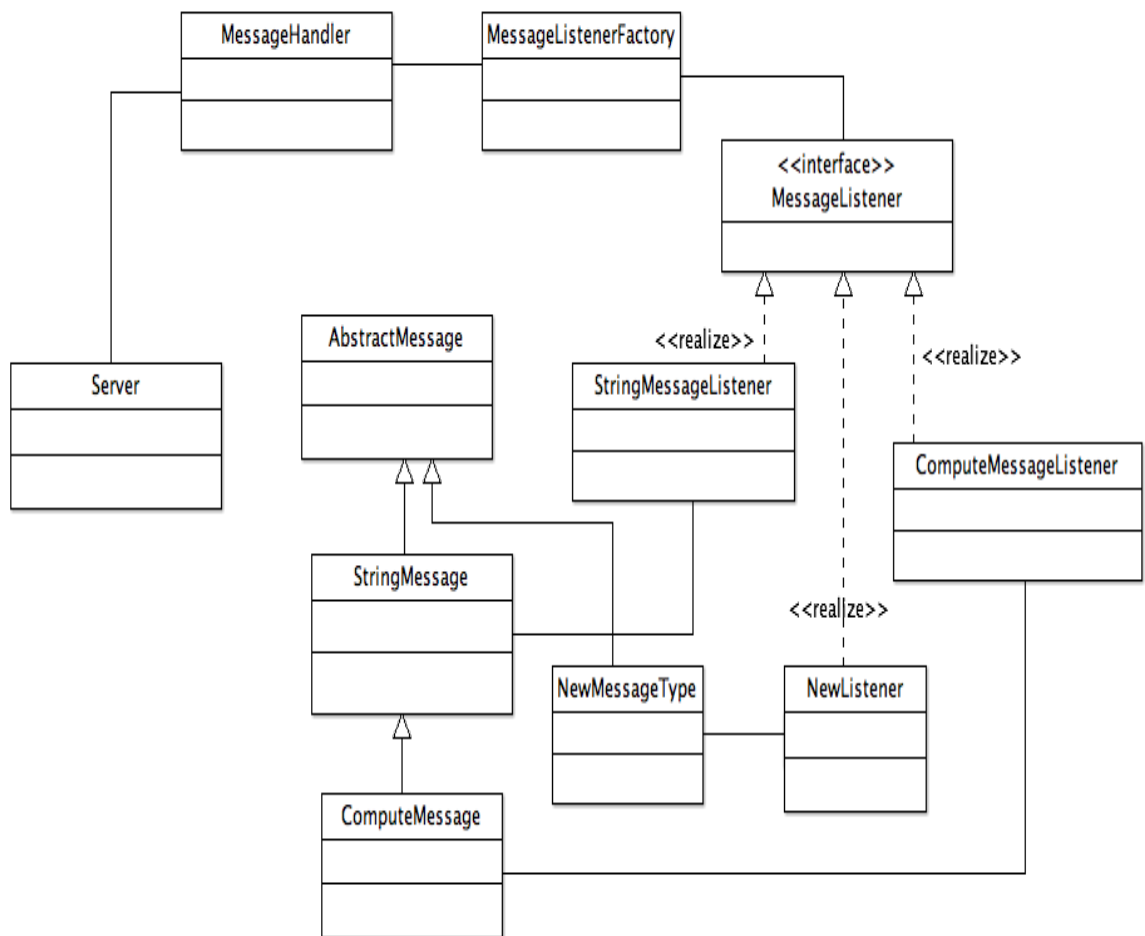 MessageHandler
MessageListenerFactory
<<interface>>
MessageListener
AbstractMessage
<<realize>>
<<realize>>
Server
StringMessageListener
ComputeMessageListener
StringMessage
<<realize>>
NewMessageType
NewListener
ComputeMessage